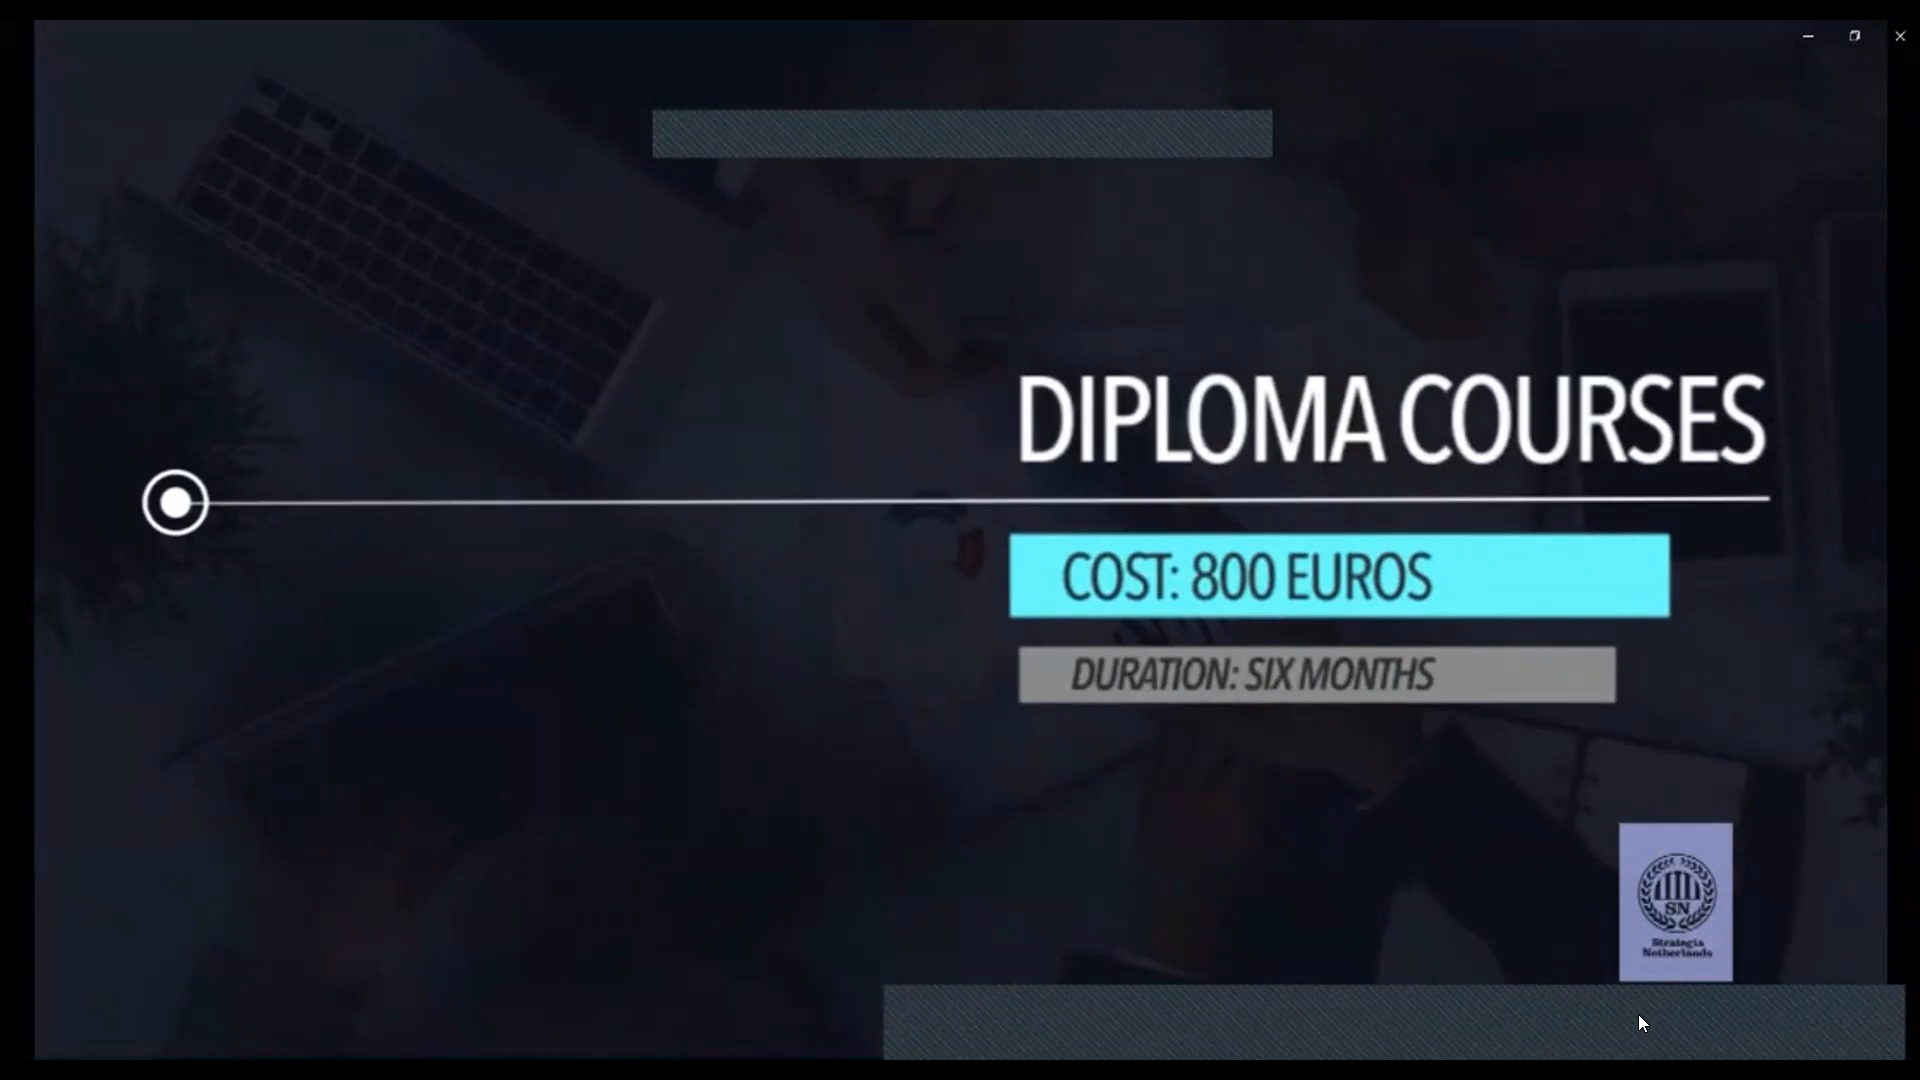 DIPLOMA COURSES
COST: 800 EUROS
DURATION: SIX MONTHS
SN
Strategia
Netherlands